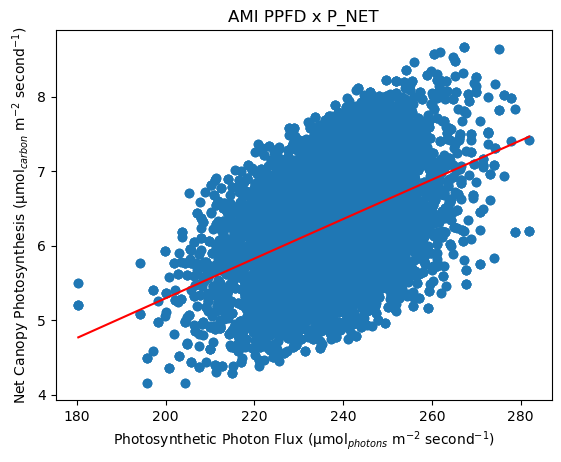 AMI PPFD x P_NET
Net Canopy Photosynthesis (μmol_carbon m⁻² second⁻¹)
8
7
6
5
4
180 200 220 240 260 280
Photosynthetic Photon Flux (μmol_photons m⁻² second⁻¹)